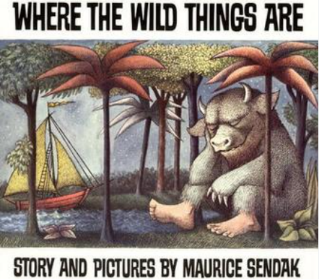 WHERE THE WILD THINGS ARE
STORY AND PICTURES BY MAURICE SENDAK